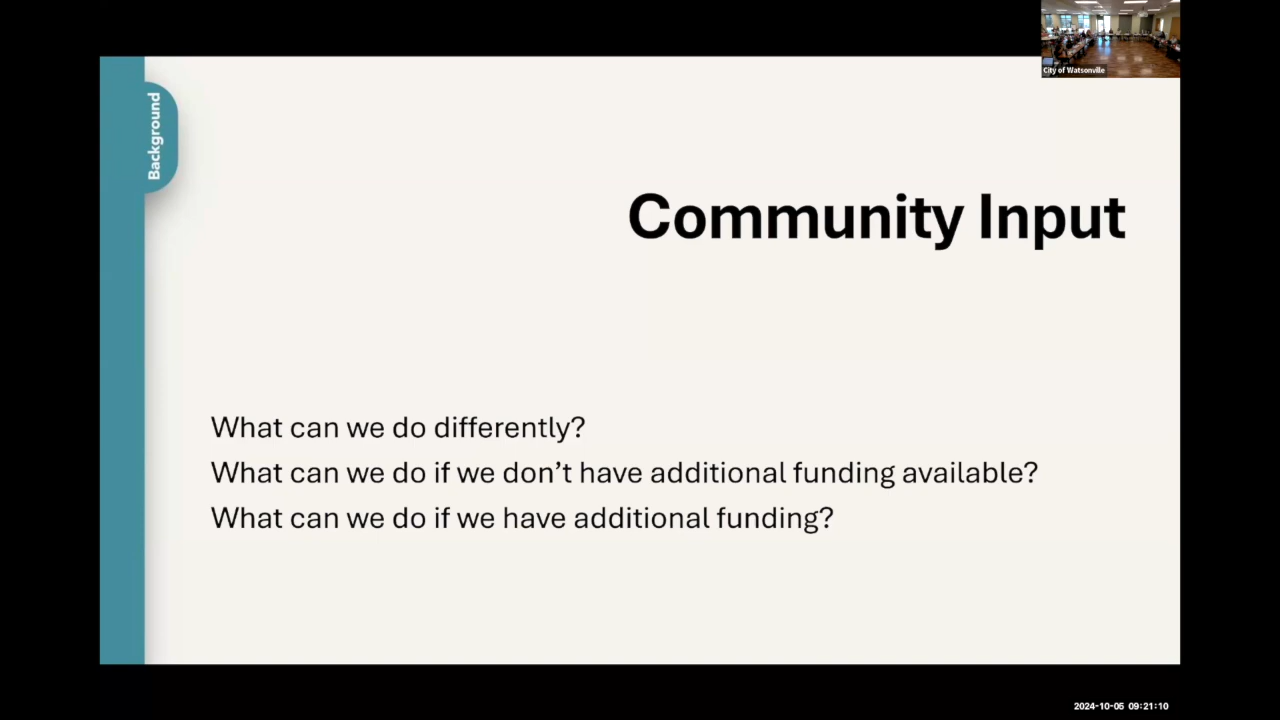 City of Watsonville
Background
Community Input
What can we do differently?
What can we do if we don’t have additional funding available?
What can we do if we have additional funding?
2024-10-05 09:21:10